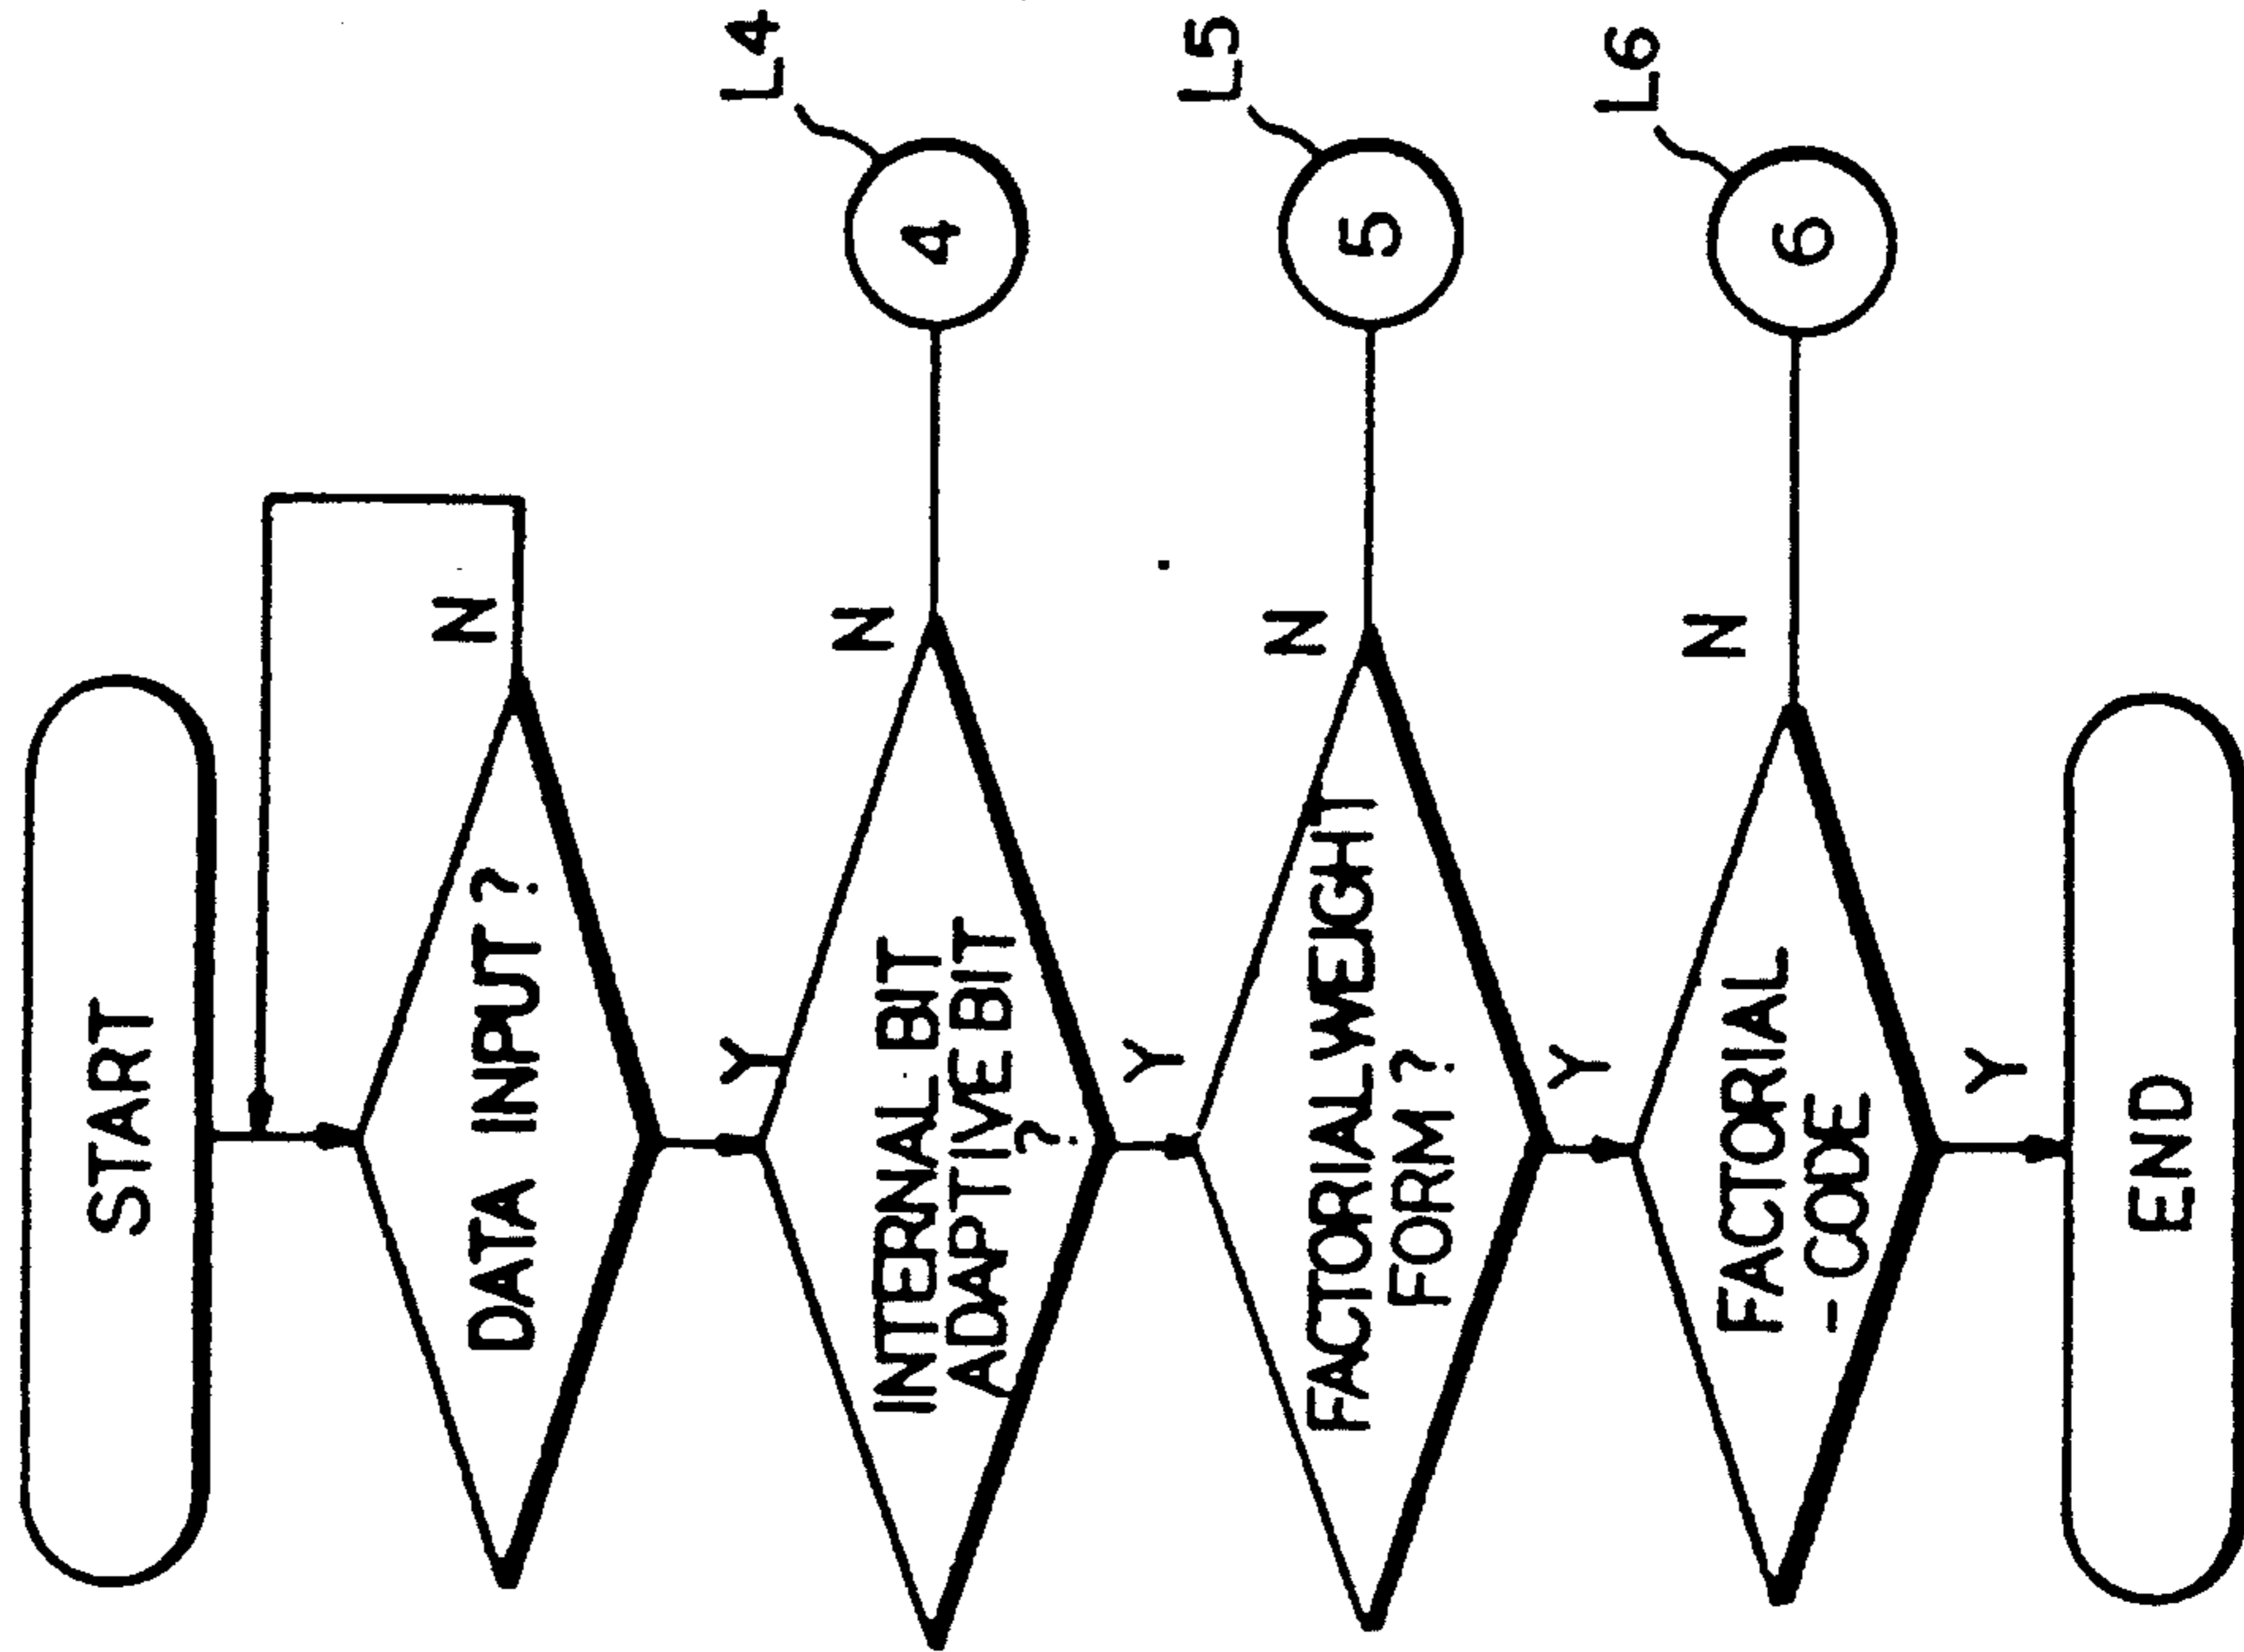 START
DATA INPUT ?
N
Y
INTERNAL BIT
ADAPTIVE BIT
?
N
4
L4
Y
FACTORIAL WEIGHT
FORM ?
N
5
L5
Y
FACTORIAL
-CODE
N
6
L6
Y
END